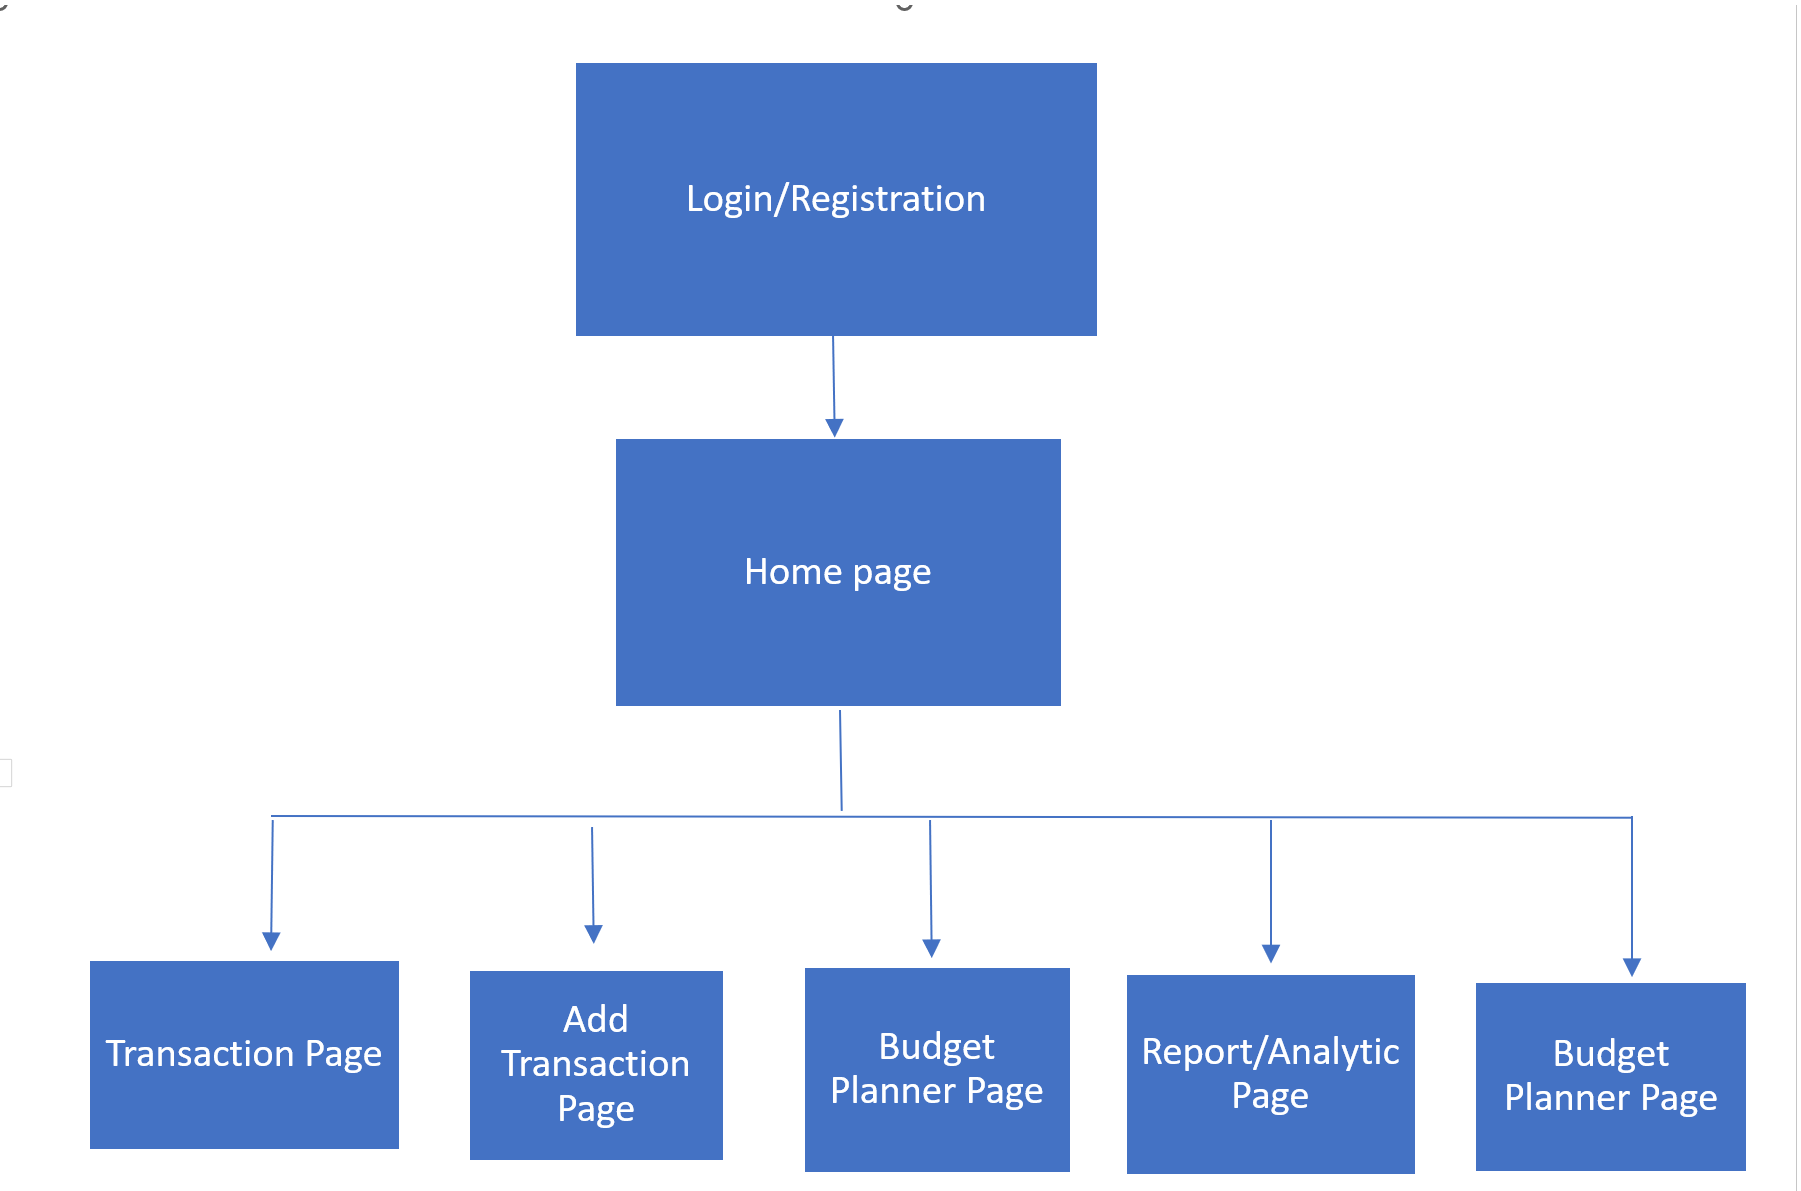 Login/Registration
Home page
Transaction Page
Add
Transaction
Page
Budget
Planner Page
Report/Analytic
Page
Budget
Planner Page